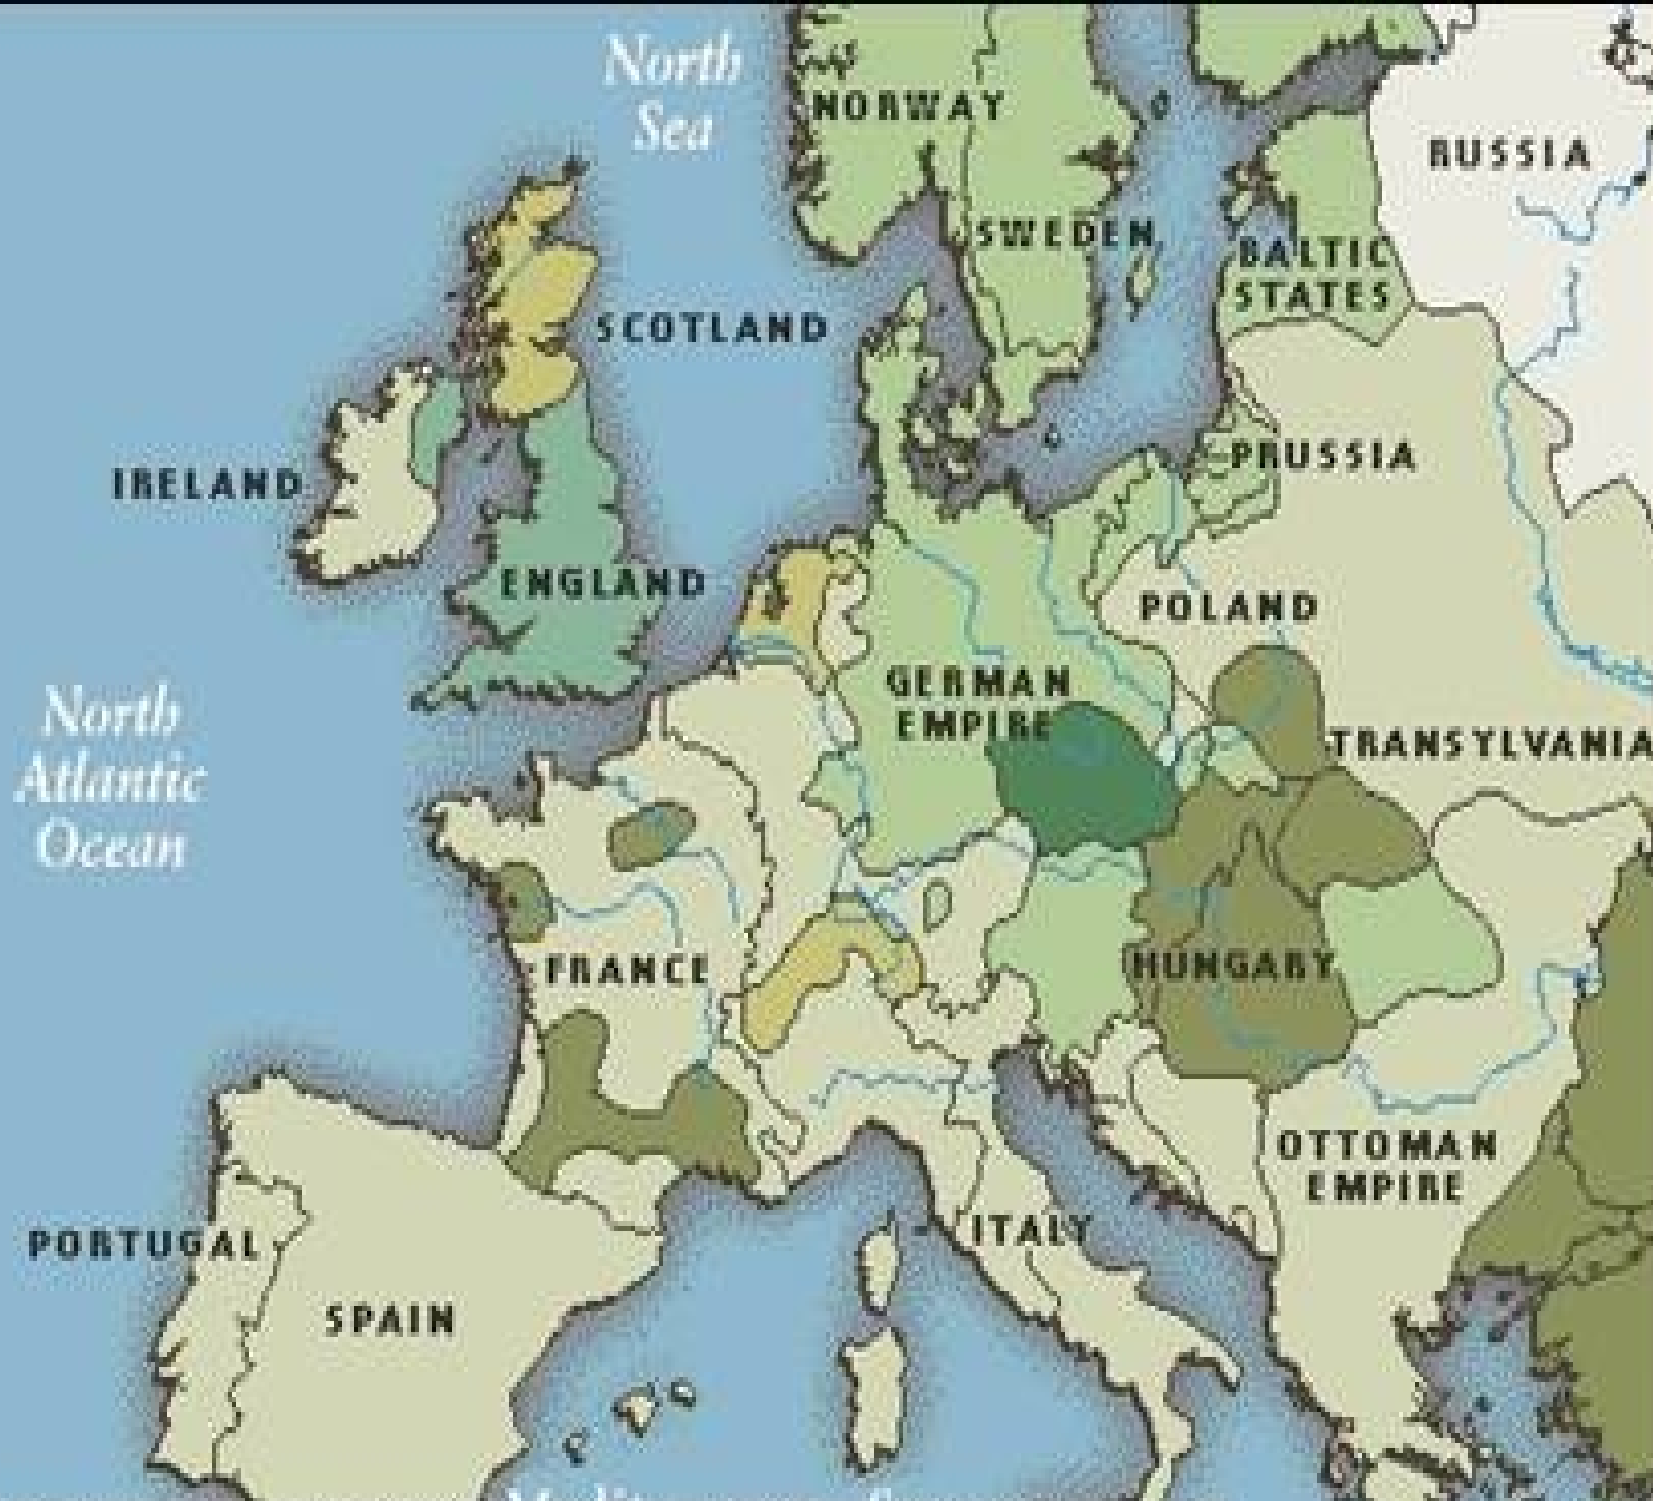 North
Sea
NORWAY
RUSSIA
SWEDEN
BALTIC
STATES
SCOTLAND
PRUSSIA
IRELAND
ENGLAND
POLAND
GERMAN
EMPIRE
North
Atlantic
Ocean
TRANSYLVANIA
FRANCE
HUNGARY
OTTOMAN
EMPIRE
PORTUGAL
ITALY
SPAIN